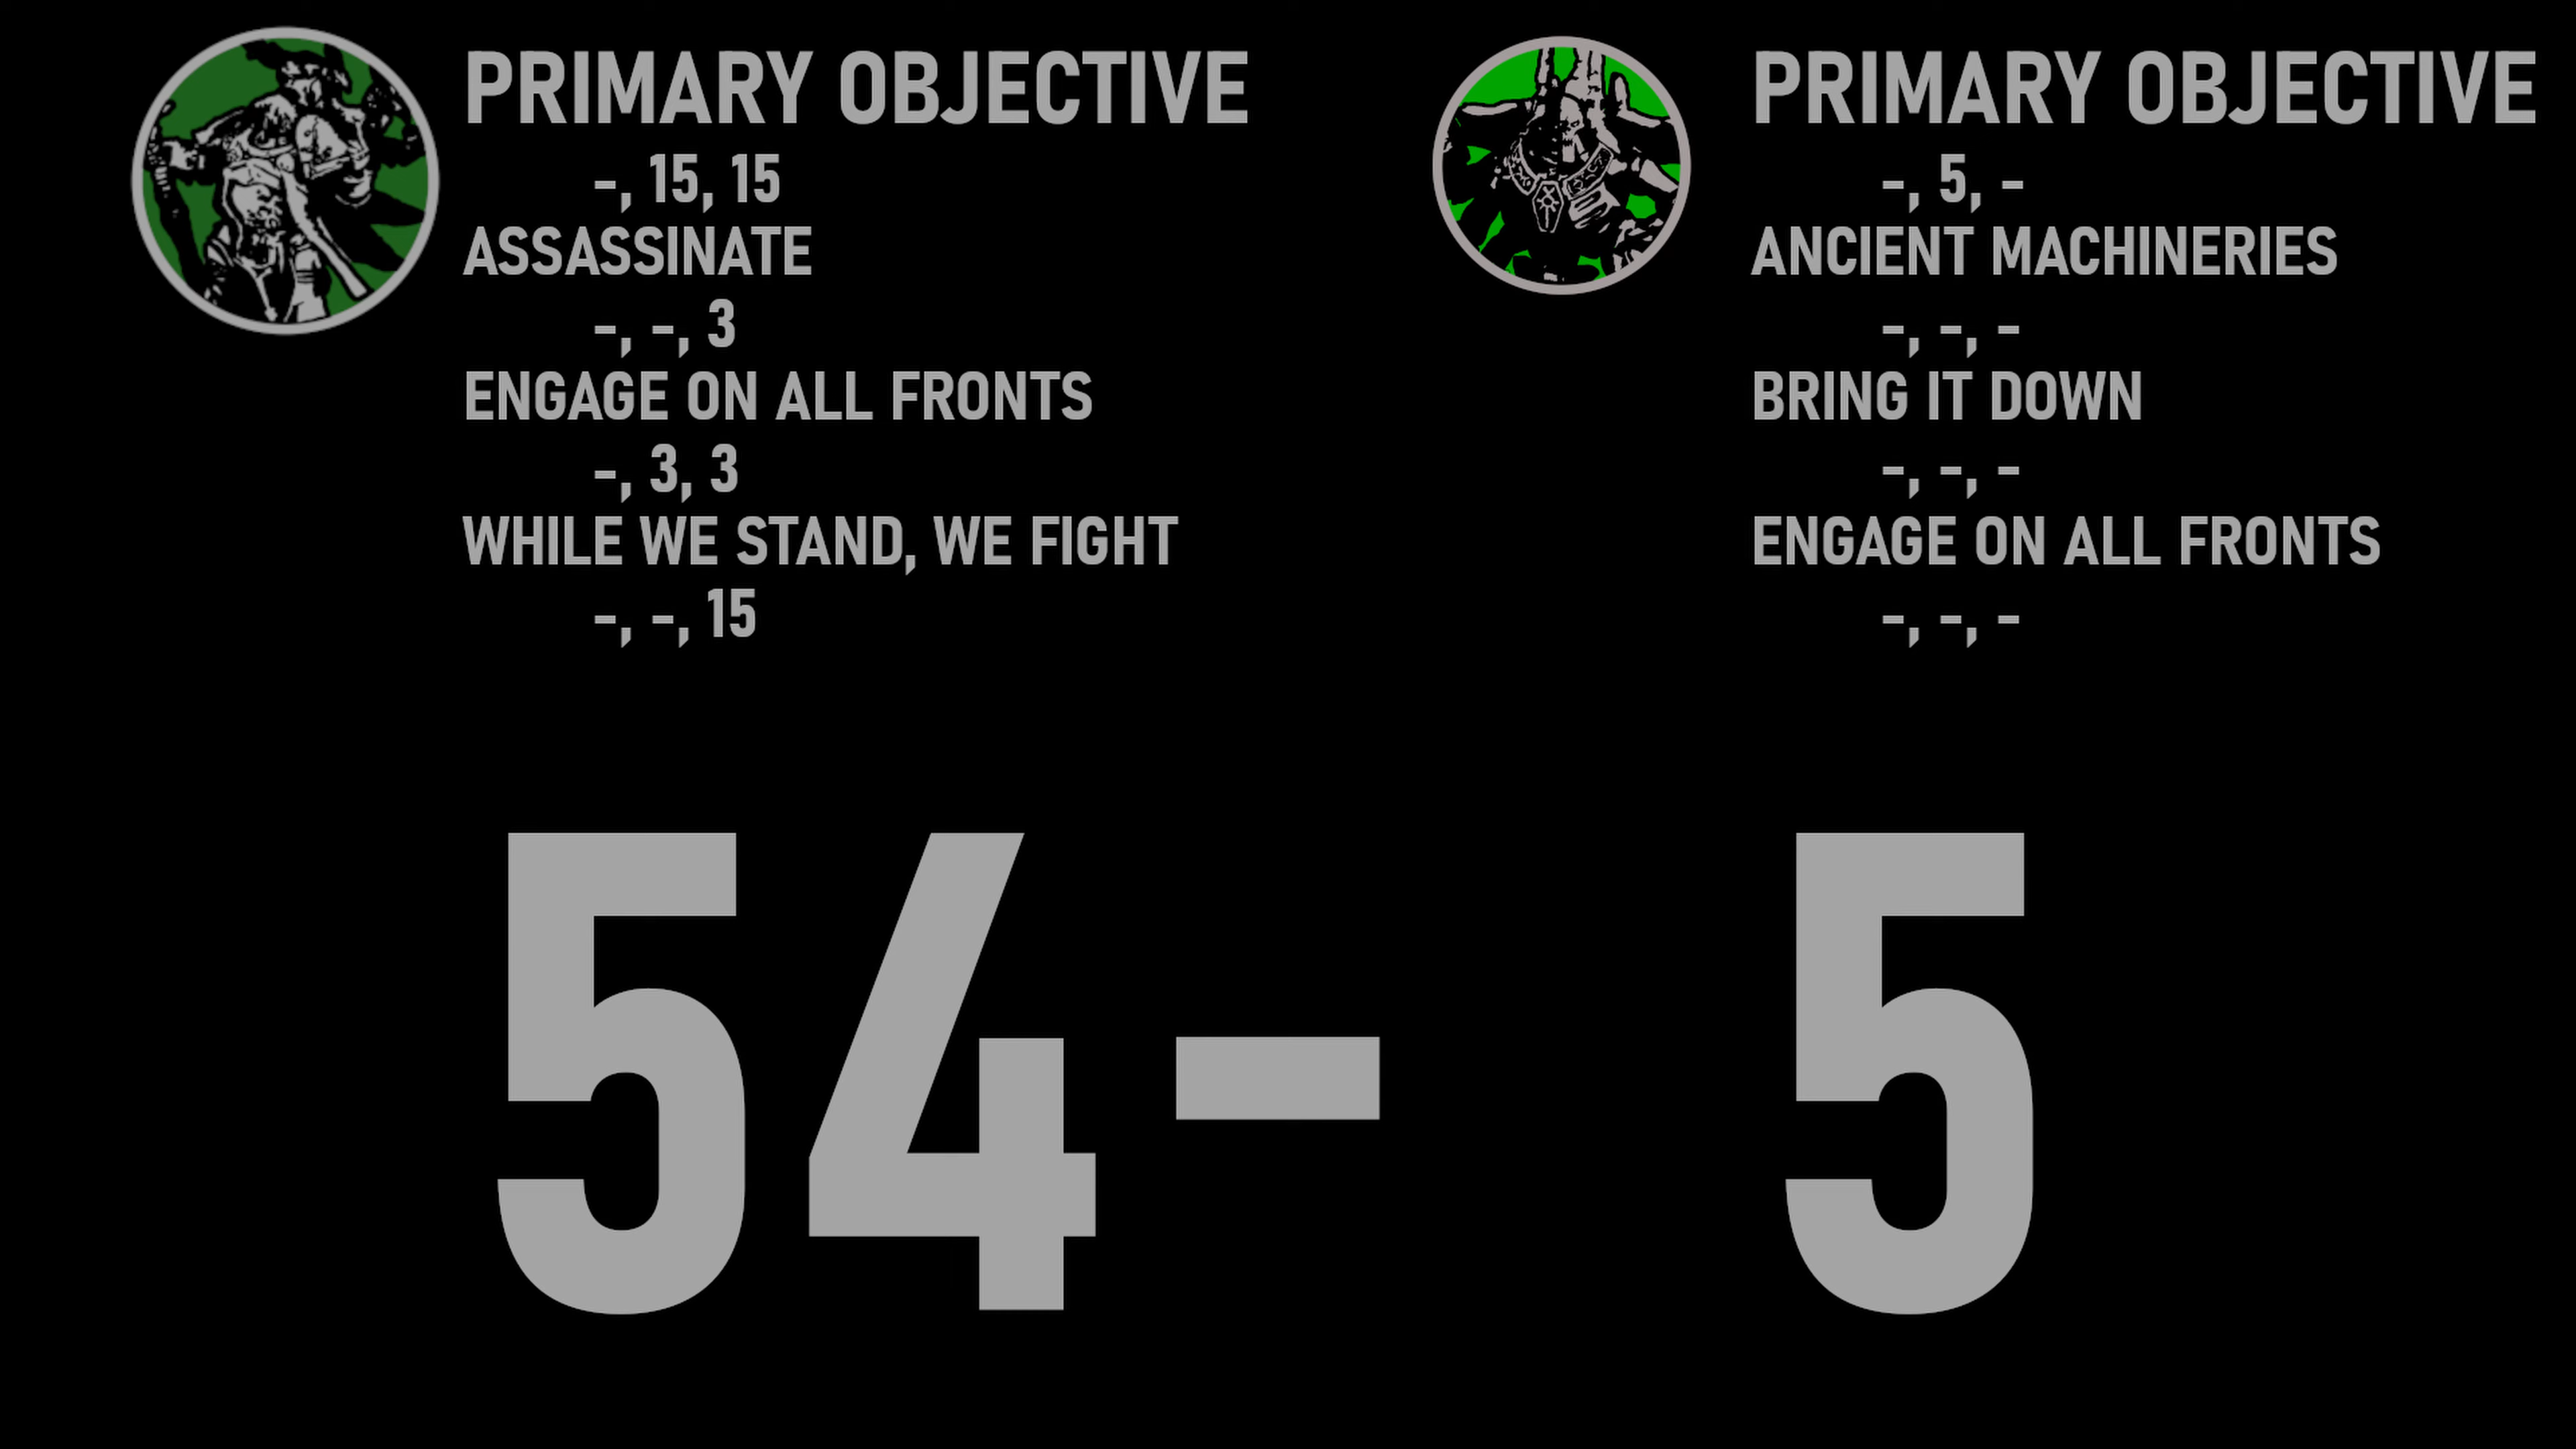 PRIMARY OBJECTIVE
-, 15, 15
ASSASSINATE
-, -, 3
ENGAGE ON ALL FRONTS
-, 3, 3
WHILE WE STAND, WE FIGHT
-, -, 15
PRIMARY OBJECTIVE
-, 5, -
ANCIENT MACHINERIES
-, -, -
BRING IT DOWN
-, -, -
ENGAGE ON ALL FRONTS
-, -, -
54 - 5